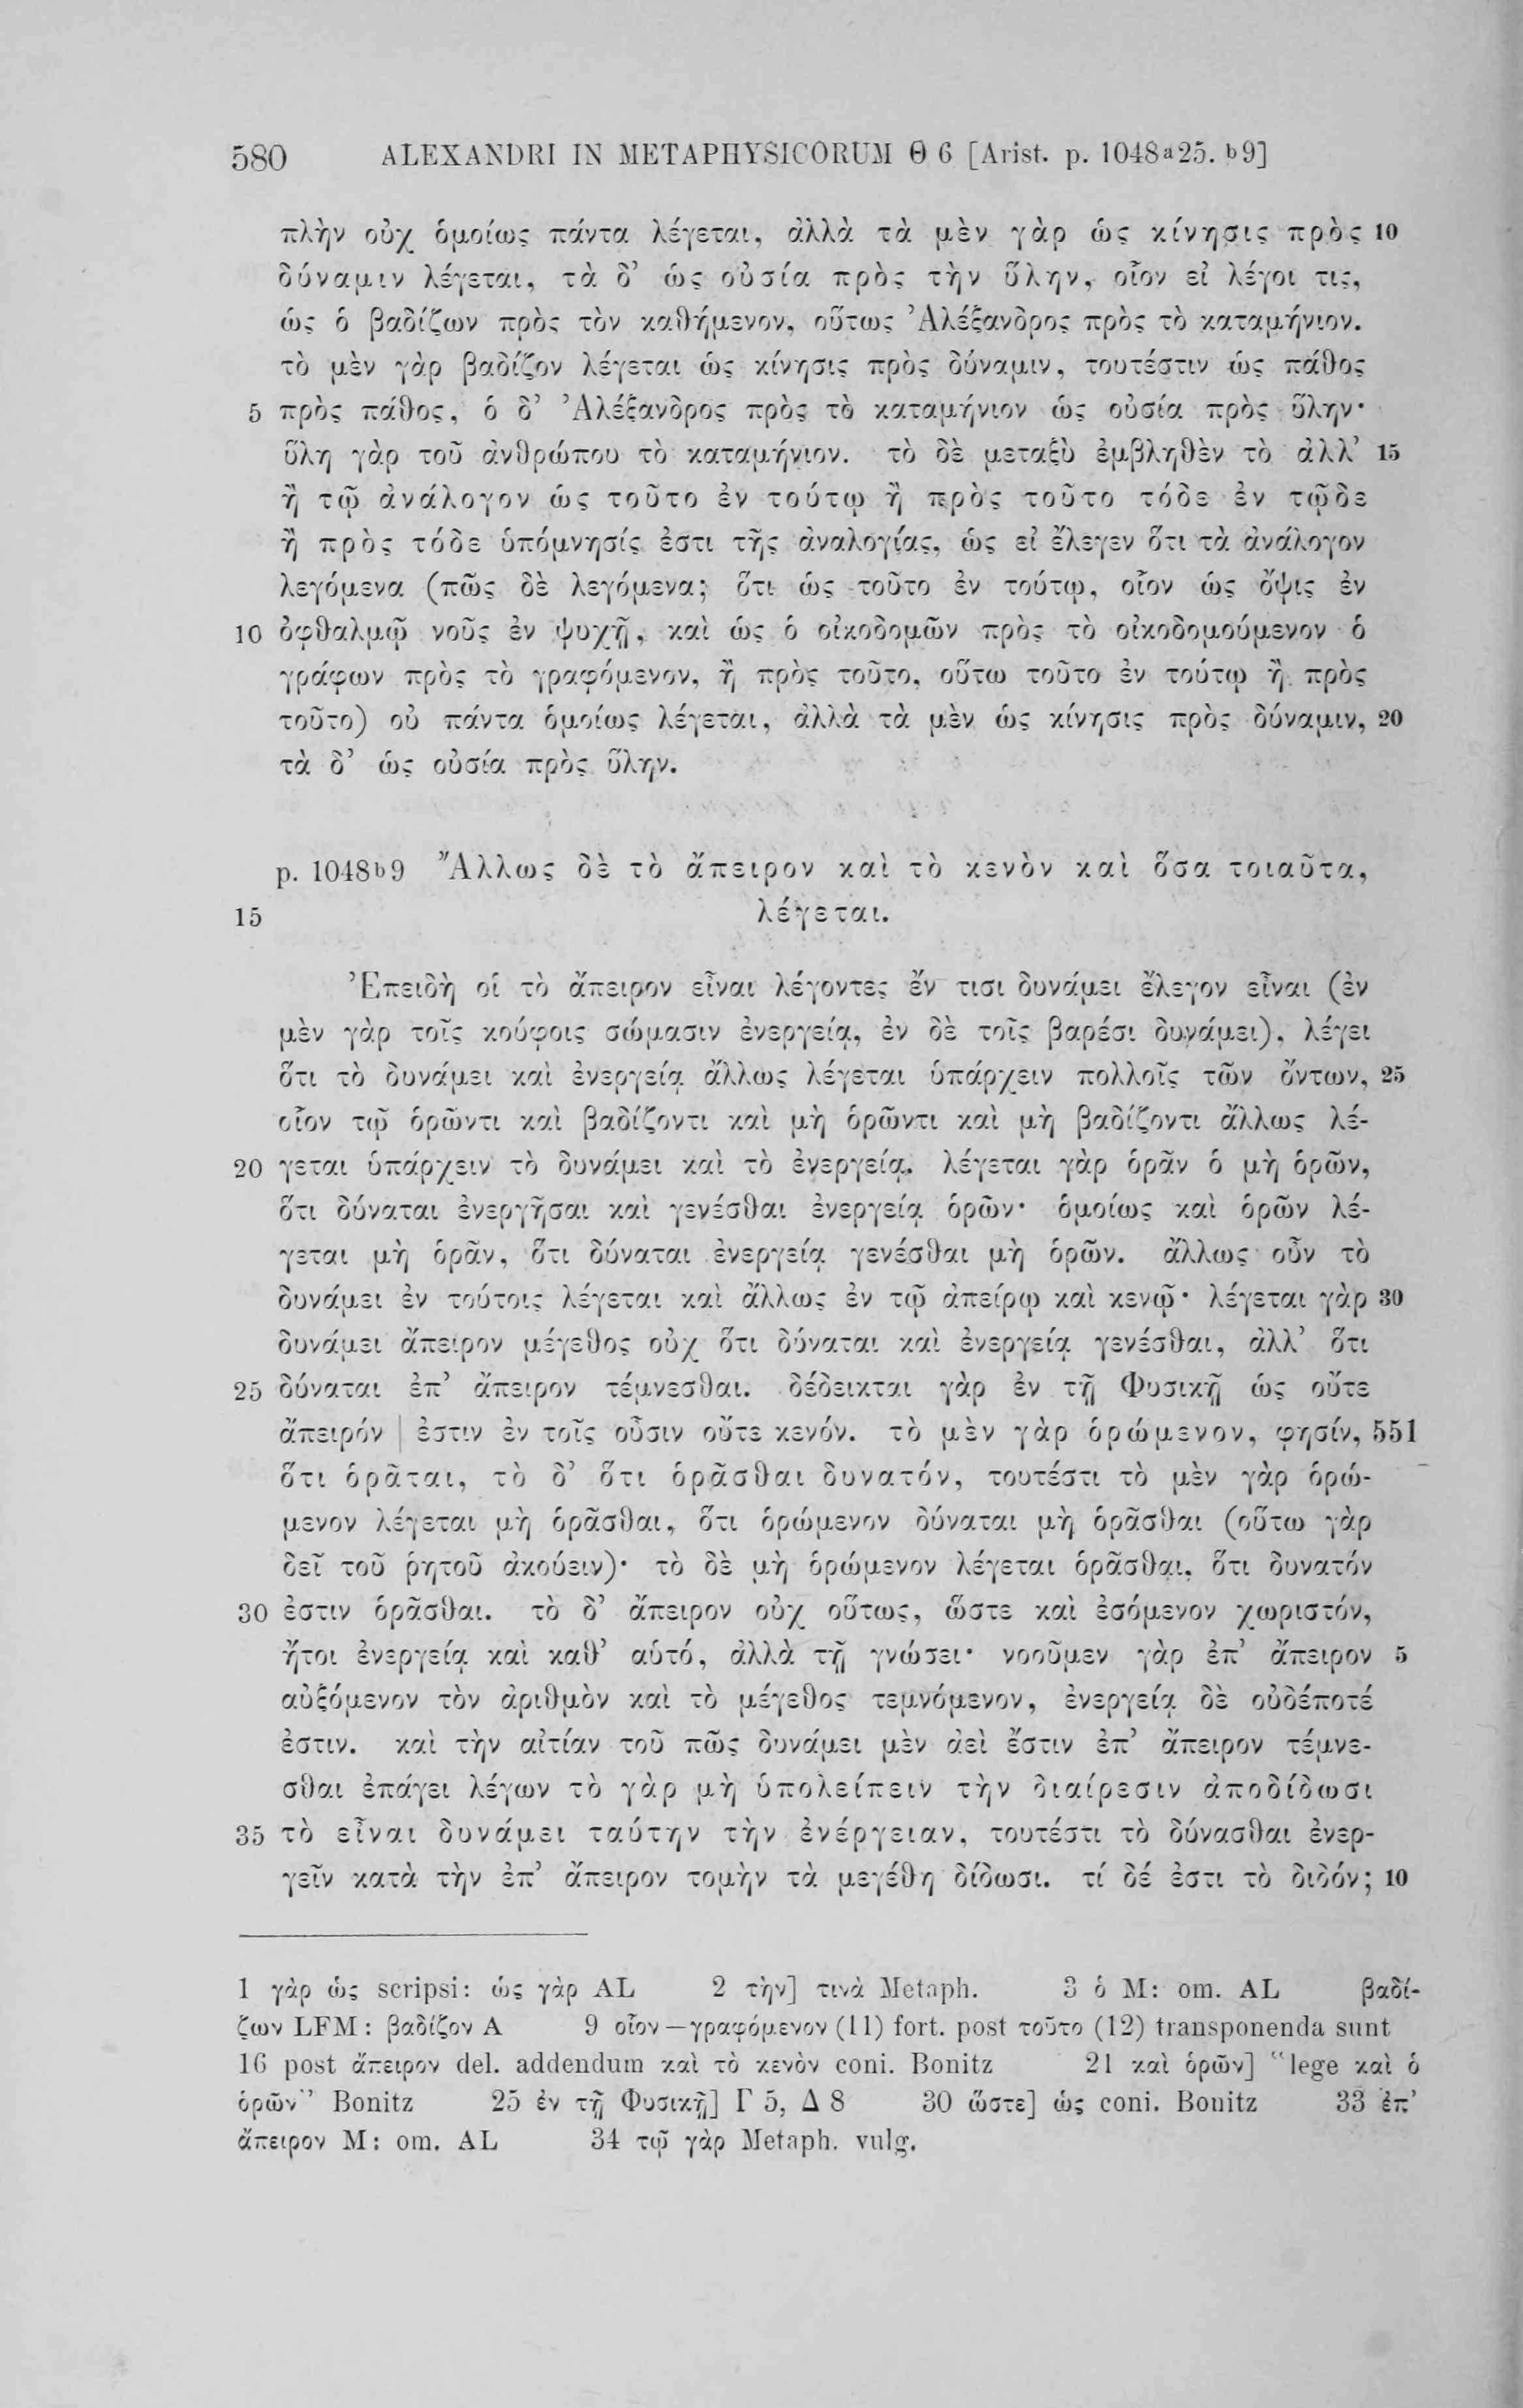 580 ALEXANDRI IN METAPHYSICORUM Θ 6 [Arist. p. 1048a25. b9]
πλὴν οὐχ ὁμοίως πάντα λέγεται, ἀλλὰ τὰ μὲν γὰρ ὡς κίνησις πρὸς 10
δύναμιν λέγεται, τὰ δ’ ὡς οὐσία πρὸς τὴν ὕλην, οἷον εἰ λέγοι τις,
ὡς ὁ βαδίζων πρὸς τὸν καθήμενον, οὕτως Ἀλέξανδρος πρὸς τὸ καταμήνιον.
τὸ μὲν γὰρ βαδίζον λέγεται ὡς κίνησις πρὸς δύναμιν, τουτέστιν ὡς πάθος
5 πρὸς πάθος, ὁ δ’ Ἀλέξανδρος πρὸς τὸ καταμήνιον ὡς οὐσία πρὸς ὕλην·
ὕλη γὰρ τοῦ ἀνθρώπου τὸ καταμήνιον. τὸ δὲ μεταξὺ ἐμβληθὲν τὸ ἀλλ’ 15
ἢ τῷ ἀνάλογον ὡς τοῦτο ἐν τούτῳ ἢ πρὸς τοῦτο τόδε ἐν τῷδε
ἢ πρὸς τόδε ὑπόμνησίς ἐστι τῆς ἀναλογίας, ὡς εἰ ἔλεγεν ὅτι τὰ ἀνάλογον
λεγόμενα (πῶς δὲ λεγόμενα; ὅτι ὡς τοῦτο ἐν τούτῳ, οἷον ὡς ὄψις ἐν
10 ὀφθαλμῷ νοῦς ἐν ψυχῇ, καὶ ὡς ὁ οἰκοδομῶν πρὸς τὸ οἰκοδομούμενον ὁ
γράφων πρὸς τὸ γραφόμενον, ἢ πρὸς τοῦτο, οὕτω τοῦτο ἐν τούτῳ ἢ πρὸς
τοῦτο) οὐ πάντα ὁμοίως λέγεται, ἀλλὰ τὰ μὲν ὡς κίνησις πρὸς δύναμιν, 20
τὰ δ’ ὡς οὐσία πρὸς ὕλην.
p. 1048b9 Ἄλλως δὲ τὸ ἄπειρον καὶ τὸ κενὸν καὶ ὅσα τοιαῦτα,
15 λέγεται.
Ἐπειδὴ οἱ τὸ ἄπειρον εἶναι λέγοντες ἔν τισι δυνάμει ἔλεγον εἶναι (ἐν
μὲν γὰρ τοῖς κούφοις σώμασιν ἐνεργείᾳ, ἐν δὲ τοῖς βαρέσι δυνάμει), λέγει
ὅτι τὸ δυνάμει καὶ ἐνεργείᾳ ἄλλως λέγεται ὑπάρχειν πολλοῖς τῶν ὄντων, 25
οἷον τῷ ὁρῶντι καὶ βαδίζοντι καὶ μὴ ὁρῶντι καὶ μὴ βαδίζοντι ἄλλως λέ-
20 γεται ὑπάρχειν τὸ δυνάμει καὶ τὸ ἐνεργείᾳ. λέγεται γὰρ ὁρᾶν ὁ μὴ ὁρῶν,
ὅτι δύναται ἐνεργῆσαι καὶ γενέσθαι ἐνεργείᾳ ὁρῶν· ὁμοίως καὶ ὁρῶν λέ-
γεται μὴ ὁρᾶν, ὅτι δύναται ἐνεργείᾳ γενέσθαι μὴ ὁρῶν. ἄλλως οὖν τὸ
δυνάμει ἐν τούτοις λέγεται καὶ ἄλλως ἐν τῷ ἀπείρῳ καὶ κενῷ· λέγεται γὰρ 30
δυνάμει ἄπειρον μέγεθος οὐχ ὅτι δύναται καὶ ἐνεργείᾳ γενέσθαι, ἀλλ’ ὅτι
25 δύναται ἐπ’ ἄπειρον τέμνεσθαι. δέδεικται γὰρ ἐν τῇ Φυσικῇ ὡς οὔτε
ἄπειρόν | ἐστιν ἐν τοῖς οὖσιν οὔτε κενόν. τὸ μὲν γὰρ ὁρώμενον, φησίν, 551
ὅτι ὁρᾶται, τὸ δ’ ὅτι ὁρᾶσθαι δυνατόν, τουτέστι τὸ μὲν γὰρ ὁρώ-
μενον λέγεται μὴ ὁρᾶσθαι, ὅτι ὁρώμενον δύναται μὴ ὁρᾶσθαι (οὕτω γὰρ
δεῖ τοῦ ῥητοῦ ἀκούειν)· τὸ δὲ μὴ ὁρώμενον λέγεται ὁρᾶσθαι, ὅτι δυνατόν
30 ἐστιν ὁρᾶσθαι. τὸ δ’ ἄπειρον οὐχ οὕτως, ὥστε καὶ ἐσόμενον χωριστόν,
ἤτοι ἐνεργείᾳ καὶ καθ’ αὑτό, ἀλλὰ τῇ γνώσει· νοοῦμεν γὰρ ἐπ’ ἄπειρον 5
αὐξόμενον τὸν ἀριθμὸν καὶ τὸ μέγεθος τεμνόμενον, ἐνεργείᾳ δὲ οὐδέποτέ
ἐστιν. καὶ τὴν αἰτίαν τοῦ πῶς δυνάμει μὲν ἀεὶ ἔστιν ἐπ’ ἄπειρον τέμνε-
σθαι ἐπάγει λέγων τὸ γὰρ μὴ ὑπολείπειν τὴν διαίρεσιν ἀποδίδωσι
35 τὸ εἶναι δυνάμει ταύτην τὴν ἐνέργειαν, τουτέστι τὸ δύνασθαι ἐνερ-
γεῖν κατὰ τὴν ἐπ’ ἄπειρον τομὴν τὰ μεγέθη δίδωσι. τί δέ ἐστι τὸ διδόν; 10
1 γὰρ ὡς scripsi: ὡς γὰρ AL 2 τὴν] τινὰ Metaph. 3 ὁ M: om. AL βαδί-
ζων LFM: βαδίζον A 9 οἷον—γραφόμενον (11) fort. post τοῦτο (12) transponenda sunt
16 post ἄπειρον del. addendum καὶ τὸ κενὸν coni. Bonitz 21 καὶ ὁρῶν] “lege καὶ ὁ
ὁρῶν” Bonitz 25 ἐν τῇ Φυσικῇ] Γ 5, Δ 8 30 ὥστε] ὡς coni. Bonitz 33 ἐπ’
ἄπειρον M: om. AL 34 τῷ γὰρ Metaph. vulg.